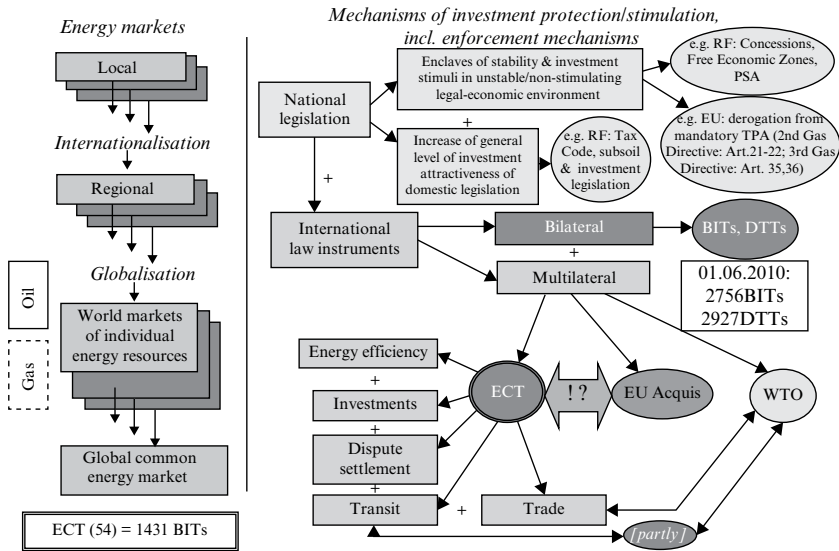 Energy markets
Local
Internationalisation
Regional
Globalisation
Oil
Gas
World markets
of individual
energy resources
Global common
energy market
ECT (54) = 1431 BITs
Mechanisms of investment protection/stimulation,
incl. enforcement mechanisms
National
legislation
Enclaves of stability & investment
stimuli in unstable/non-stimulating
legal-economic environment
e.g. RF: Concessions,
Free Economic Zones,
PSA
+
Increase of general
level of investment
attractiveness of
domestic legislation
e.g. RF: Tax
Code, subsoil
& investment
legislation
e.g. EU: derogation from
mandatory TPA (2nd Gas
Directive: Art.21-22; 3rd Gas
Directive: Art. 35,36)
+
International
law instruments
Bilateral
BITs, DTTs
+
Multilateral
01.06.2010:
2756BITs
2927DTTs
Energy efficiency
+
Investments
+
Dispute
settlement
+
Transit
+
Trade
ECT
! ?
EU Acquis
WTO
[partly]